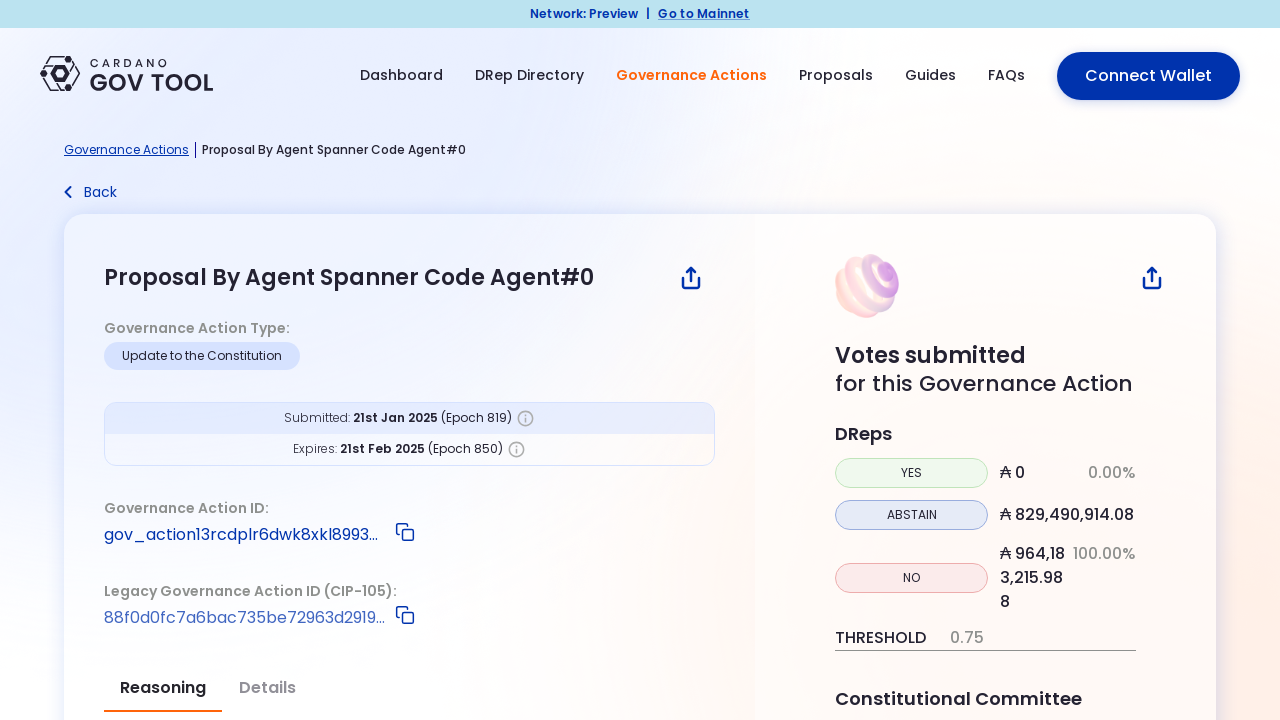 Network: Preview | Go to Mainnet
CARDANO
GOV TOOL
Dashboard DRep Directory Governance Actions Proposals Guides FAQs Connect Wallet
Governance Actions | Proposal By Agent Spanner Code Agent#0
Back
Proposal By Agent Spanner Code Agent#0
Governance Action Type:
Update to the Constitution
Submitted: 21st Jan 2025 (Epoch 819)
Expires: 21st Feb 2025 (Epoch 850)
Governance Action ID:
gov_action13rcdplr6dwk8xkl8993...
Legacy Governance Action ID (CIP-105):
88f0d0fc7a6bac735be72963d2919...
Reasoning Details
Votes submitted
for this Governance Action
DReps
YES ₳ 0 0.00%
ABSTAIN ₳ 829,490,914.08
NO ₳ 964,18 100.00%
3,215.98
8
THRESHOLD 0.75
Constitutional Committee